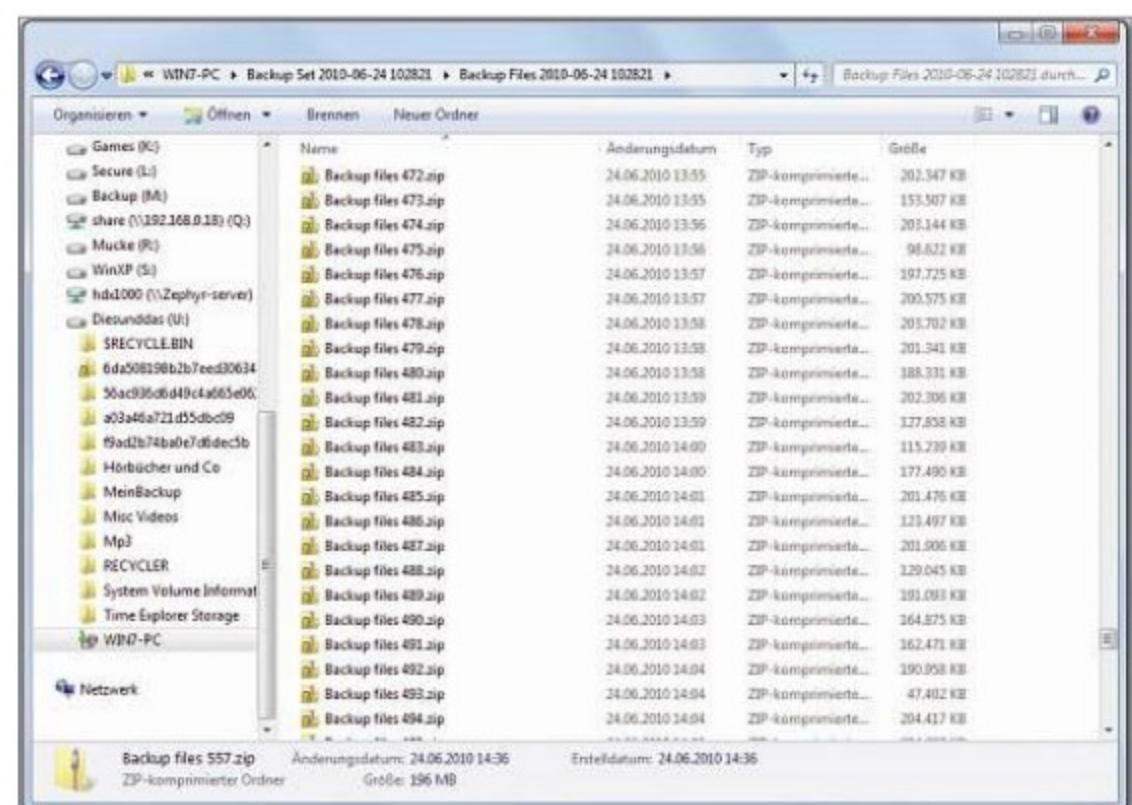 « WIN7-PC ▸ Backup Set 2010-06-24 102821 ▸ Backup Files 2010-06-24 102821 ▸
Backup Files 2010-06-24 102821 durch...
Organisieren Öffnen Brennen Neuer Ordner
Games (K:)
Secure (L:)
Backup (M:)
share (\\192.168.0.18) (Q:)
Mucke (R:)
WinXP (S:)
hdx1000 (\\Zephyr-server)
Diesunddas (U:)
$RECYCLE.BIN
6da508198b2b7eed30634
56ac936d6d49c4a665e06
a03a46a721d55dbc09
f9ad2b74ba0e7d6dec5b
Hörbücher und Co
MeinBackup
Misc Videos
Mp3
RECYCLER
System Volume Informat
Time Explorer Storage
WIN7-PC
Netzwerk
Name Änderungsdatum Typ Größe
Backup files 472.zip 24.06.2010 13:55 ZIP-komprimierte... 202.347 KB
Backup files 473.zip 24.06.2010 13:55 ZIP-komprimierte... 153.507 KB
Backup files 474.zip 24.06.2010 13:56 ZIP-komprimierte... 203.144 KB
Backup files 475.zip 24.06.2010 13:56 ZIP-komprimierte... 98.622 KB
Backup files 476.zip 24.06.2010 13:57 ZIP-komprimierte... 197.725 KB
Backup files 477.zip 24.06.2010 13:57 ZIP-komprimierte... 200.575 KB
Backup files 478.zip 24.06.2010 13:58 ZIP-komprimierte... 203.702 KB
Backup files 479.zip 24.06.2010 13:58 ZIP-komprimierte... 201.341 KB
Backup files 480.zip 24.06.2010 13:58 ZIP-komprimierte... 188.331 KB
Backup files 481.zip 24.06.2010 13:59 ZIP-komprimierte... 202.306 KB
Backup files 482.zip 24.06.2010 13:59 ZIP-komprimierte... 127.858 KB
Backup files 483.zip 24.06.2010 14:00 ZIP-komprimierte... 115.239 KB
Backup files 484.zip 24.06.2010 14:00 ZIP-komprimierte... 177.490 KB
Backup files 485.zip 24.06.2010 14:01 ZIP-komprimierte... 201.476 KB
Backup files 486.zip 24.06.2010 14:01 ZIP-komprimierte... 123.497 KB
Backup files 487.zip 24.06.2010 14:01 ZIP-komprimierte... 201.906 KB
Backup files 488.zip 24.06.2010 14:02 ZIP-komprimierte... 129.045 KB
Backup files 489.zip 24.06.2010 14:02 ZIP-komprimierte... 191.093 KB
Backup files 490.zip 24.06.2010 14:03 ZIP-komprimierte... 164.875 KB
Backup files 491.zip 24.06.2010 14:03 ZIP-komprimierte... 162.471 KB
Backup files 492.zip 24.06.2010 14:04 ZIP-komprimierte... 190.958 KB
Backup files 493.zip 24.06.2010 14:04 ZIP-komprimierte... 47.402 KB
Backup files 494.zip 24.06.2010 14:04 ZIP-komprimierte... 204.417 KB
Backup files 557.zip Änderungsdatum: 24.06.2010 14:36 Erstelldatum: 24.06.2010 14:36
ZIP-komprimierter Ordner Größe: 196 MB